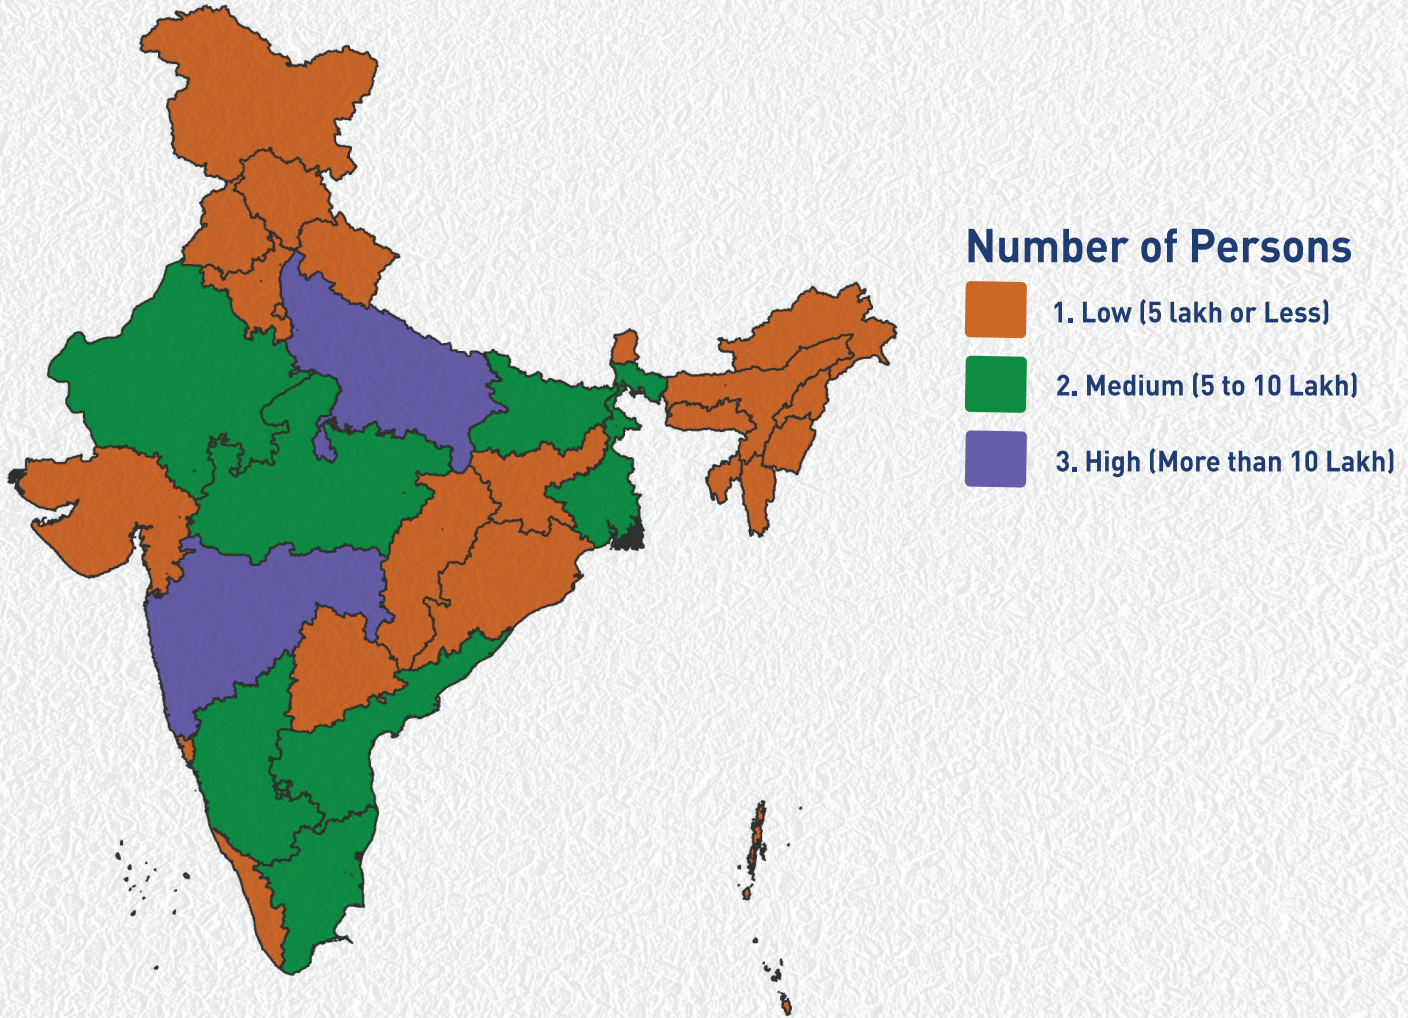 Number of Persons
1. Low (5 lakh or Less)
2. Medium (5 to 10 Lakh)
3. High (More than 10 Lakh)